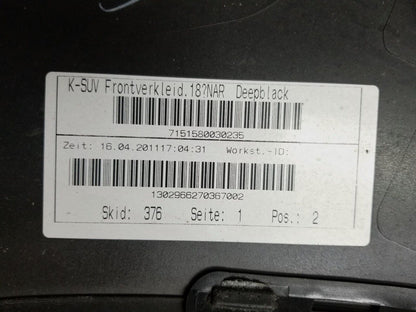 K-SUV Frontverkleid.18?NAR Deepblack
7151580030235
Zeit: 16.04.201117:04:31 Workst.-ID:
1302966270367002
Skid: 376 Seite: 1 Pos.: 2